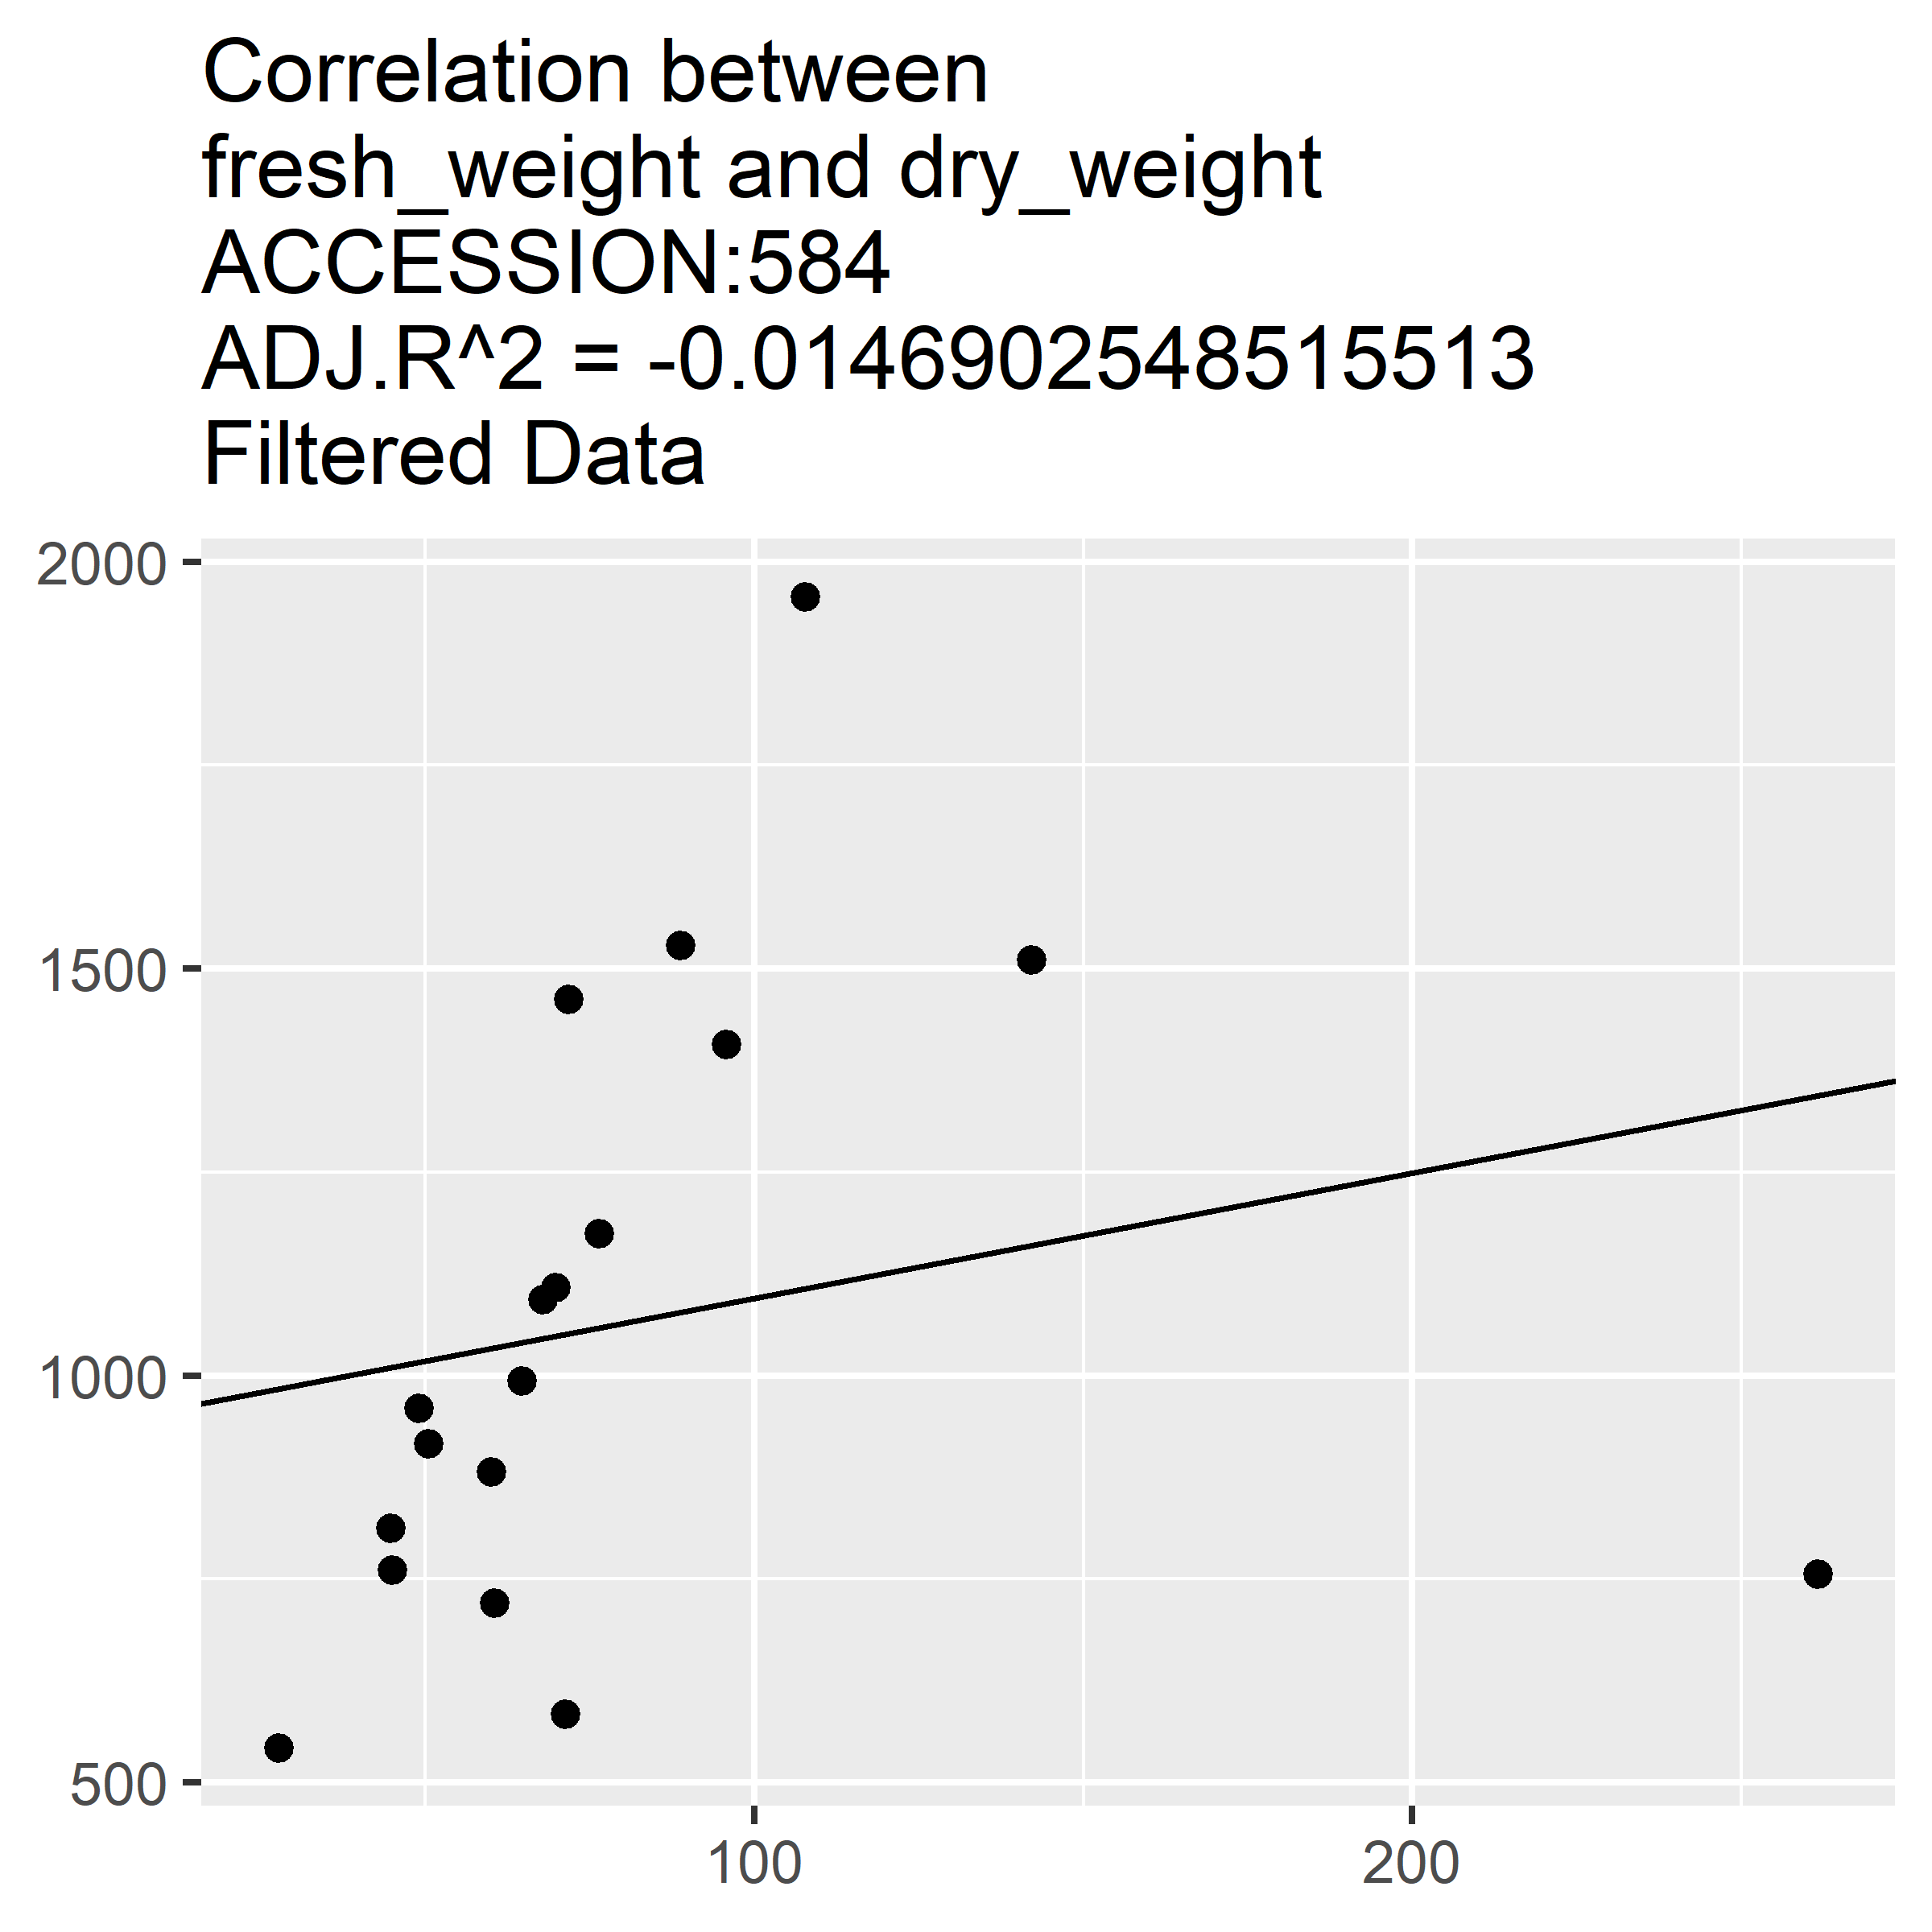 Correlation between
fresh_weight and dry_weight
ACCESSION:584
ADJ.R^2 = -0.0146902548515513
Filtered Data
2000
1500
1000
500
100
200